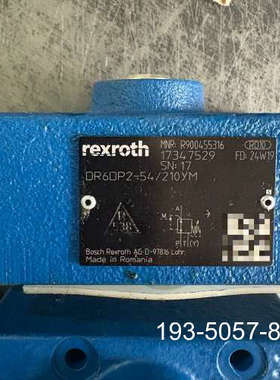 rexroth
MNR: R900455316
17347529
FD: 24W19
SN: 17
DR6DP2-54/210YM
M
P T(Y)
Bosch Rexroth AG·D-97816 Lohr
Made in Romania
193-5057-8